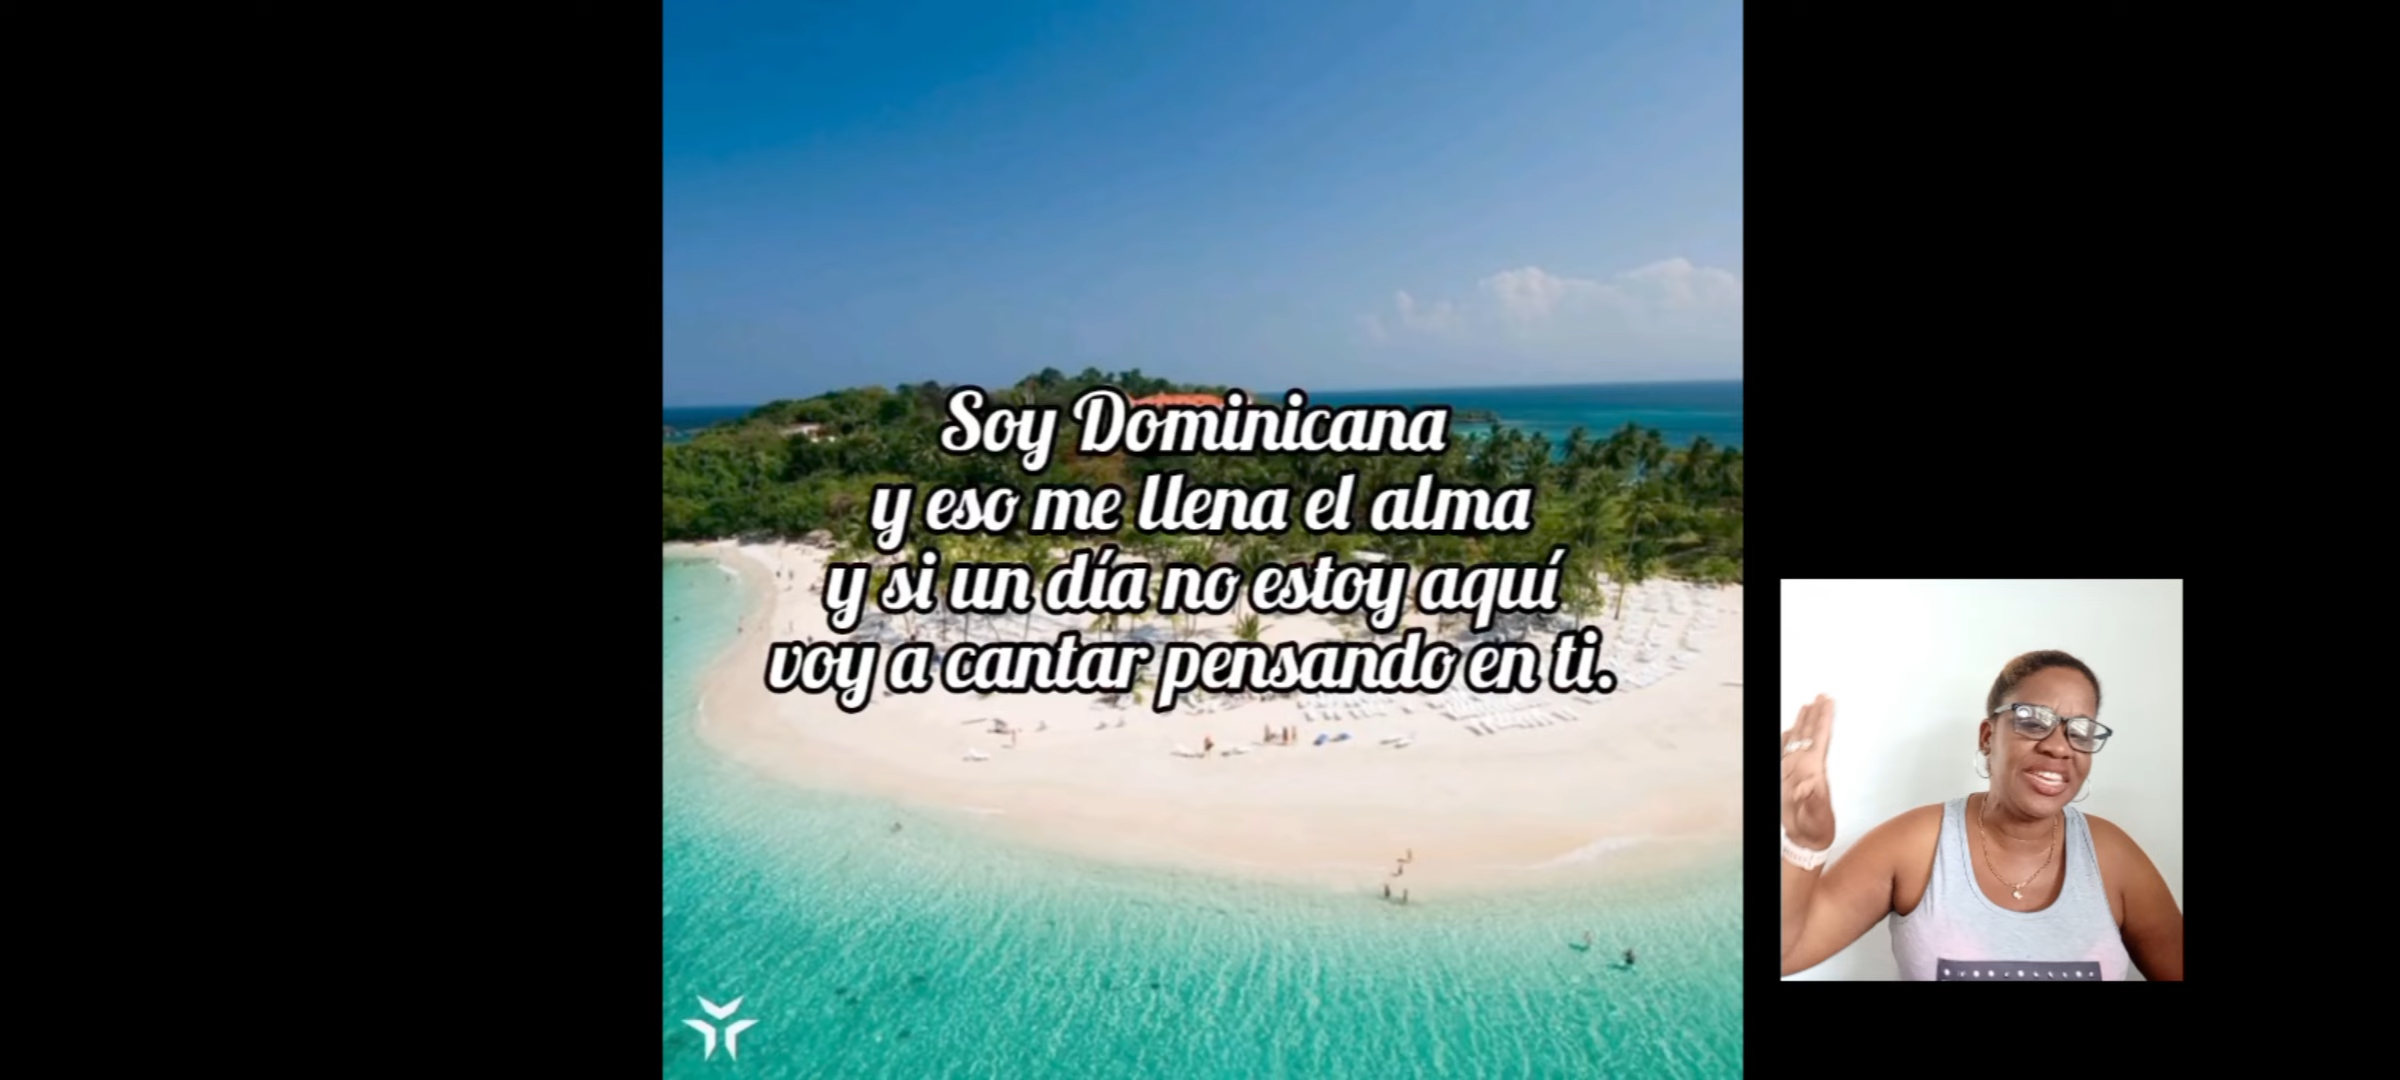 Soy Dominicana
y eso me llena el alma
y si un día no estoy aquí
voy a cantar pensando en ti.